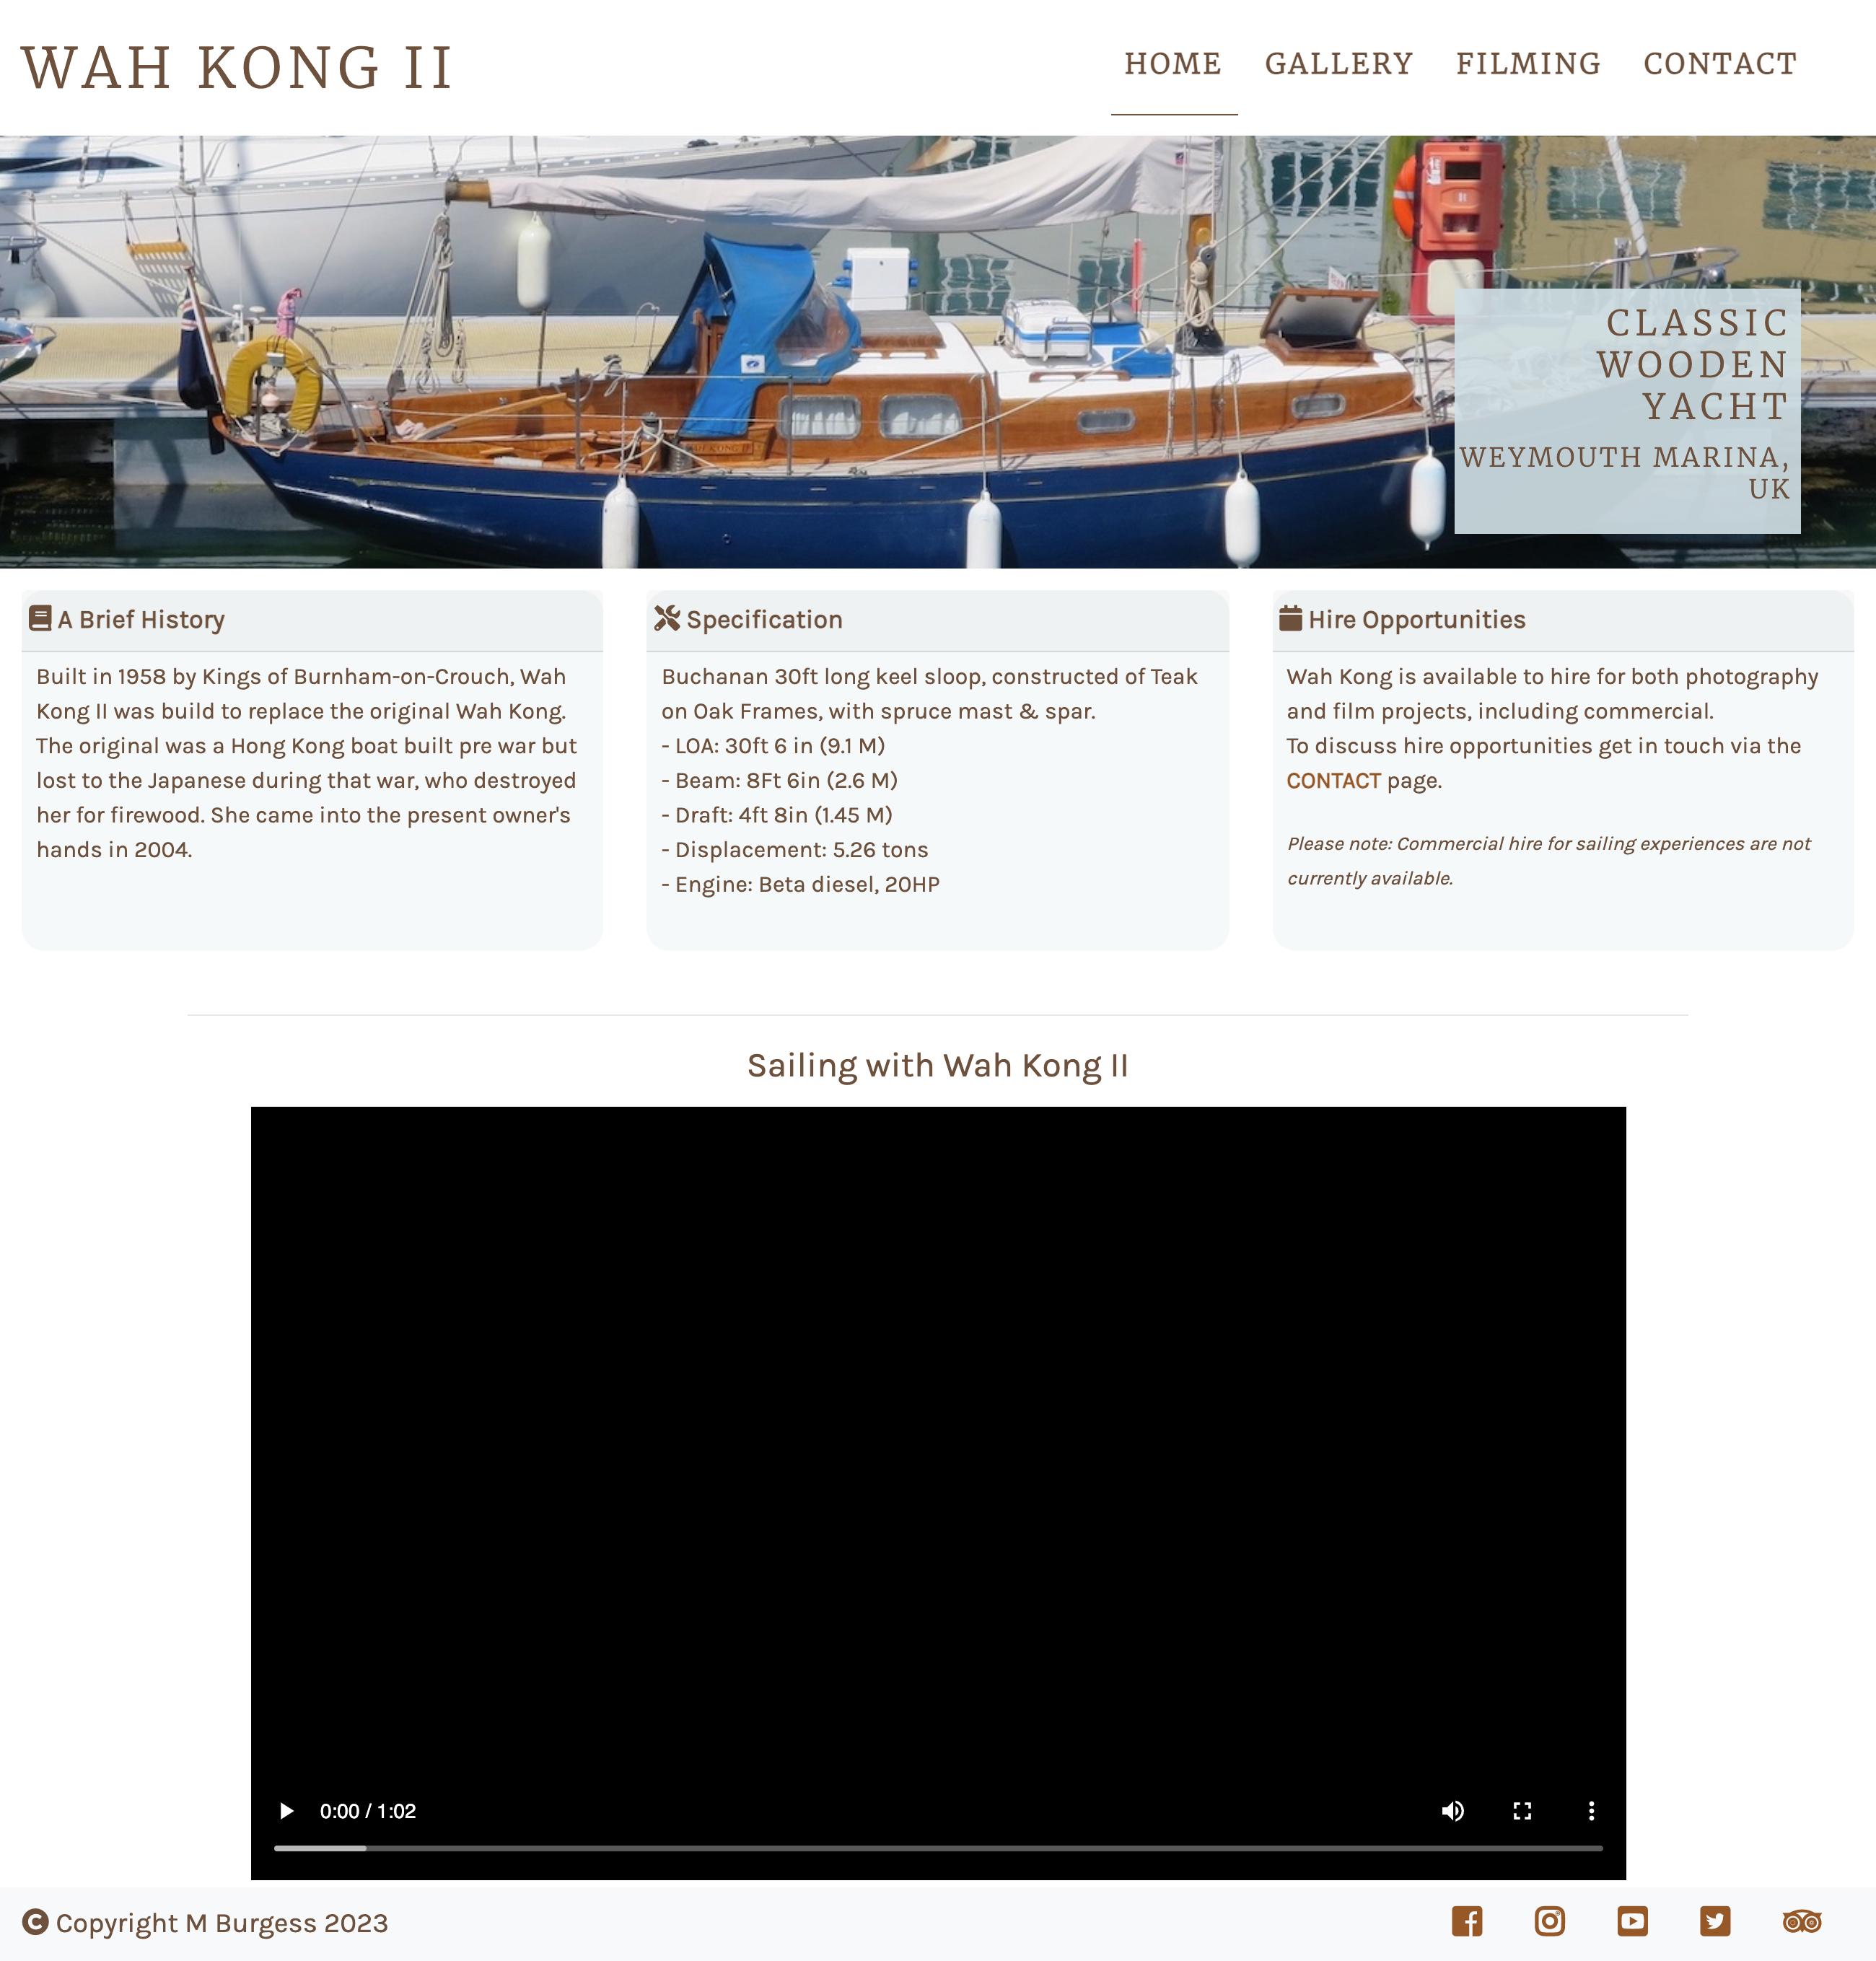 WAH KONG II
HOME GALLERY FILMING CONTACT
CLASSIC
WOODEN
YACHT
WEYMOUTH MARINA,
UK
A Brief History
Built in 1958 by Kings of Burnham-on-Crouch, Wah
Kong II was build to replace the original Wah Kong.
The original was a Hong Kong boat built pre war but
lost to the Japanese during that war, who destroyed
her for firewood. She came into the present owner's
hands in 2004.
Specification
Buchanan 30ft long keel sloop, constructed of Teak
on Oak Frames, with spruce mast & spar.
- LOA: 30ft 6 in (9.1 M)
- Beam: 8Ft 6in (2.6 M)
- Draft: 4ft 8in (1.45 M)
- Displacement: 5.26 tons
- Engine: Beta diesel, 20HP
Hire Opportunities
Wah Kong is available to hire for both photography
and film projects, including commercial.
To discuss hire opportunities get in touch via the
CONTACT page.
Please note: Commercial hire for sailing experiences are not
currently available.
Sailing with Wah Kong II
0:00 / 1:02
Copyright M Burgess 2023